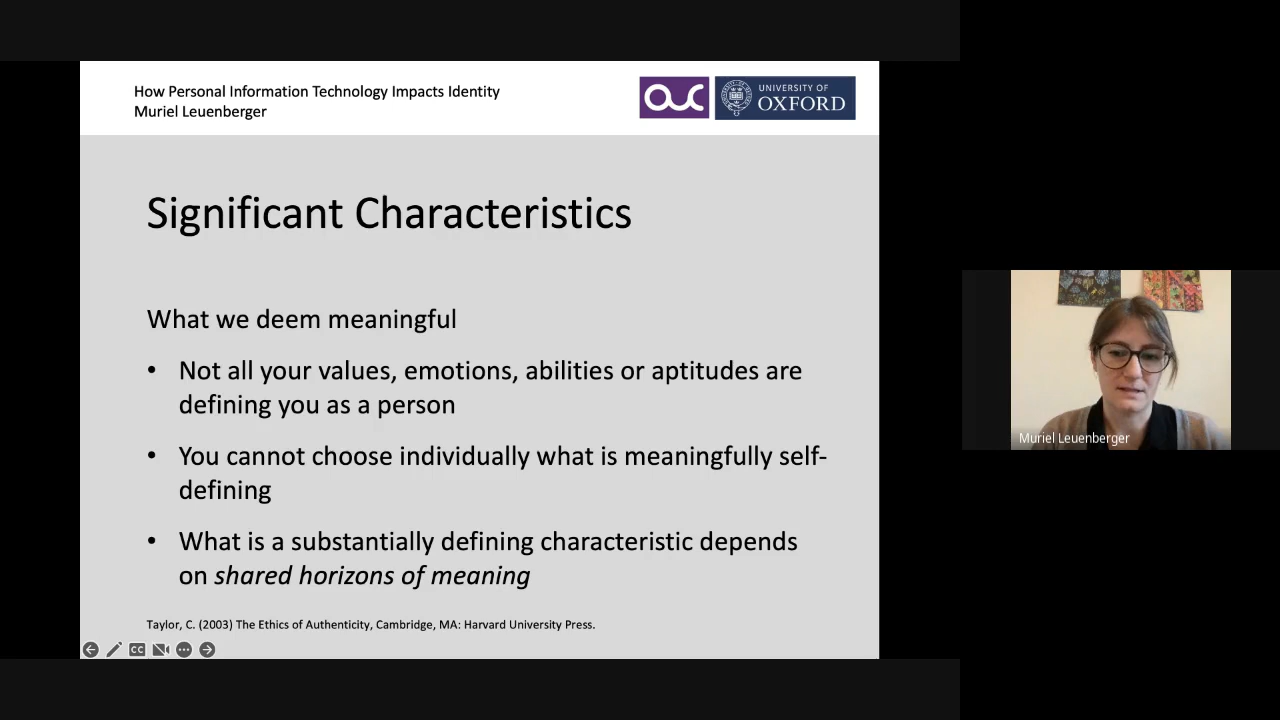 How Personal Information Technology Impacts Identity
Muriel Leuenberger
OUC
UNIVERSITY OF
OXFORD
Significant Characteristics
What we deem meaningful
• Not all your values, emotions, abilities or aptitudes are
defining you as a person
• You cannot choose individually what is meaningfully self-
defining
• What is a substantially defining characteristic depends
on shared horizons of meaning
Taylor, C. (2003) The Ethics of Authenticity, Cambridge, MA: Harvard University Press.
CC
Muriel Leuenberger